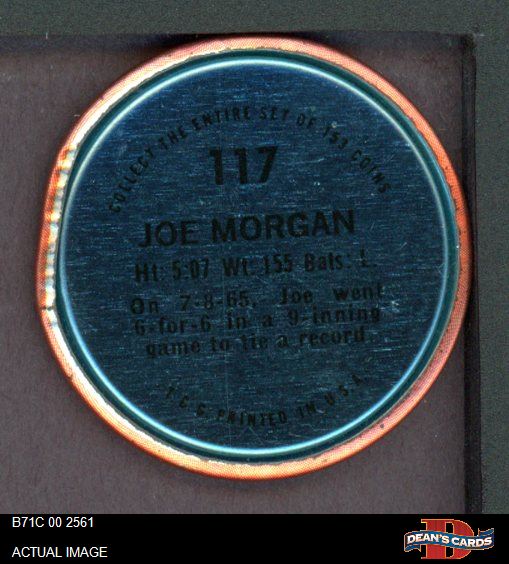 COLLECT THE ENTIRE SET OF 153 COINS
117
JOE MORGAN
Ht: 5:07 Wt: 155 Bats: L.
On 7-8-65, Joe went
6-for-6 in a 9-inning
game to tie a record.
T.C.G. PRINTED IN U.S.A.
B71C 00 2561
ACTUAL IMAGE
D
DEAN'S CARDS